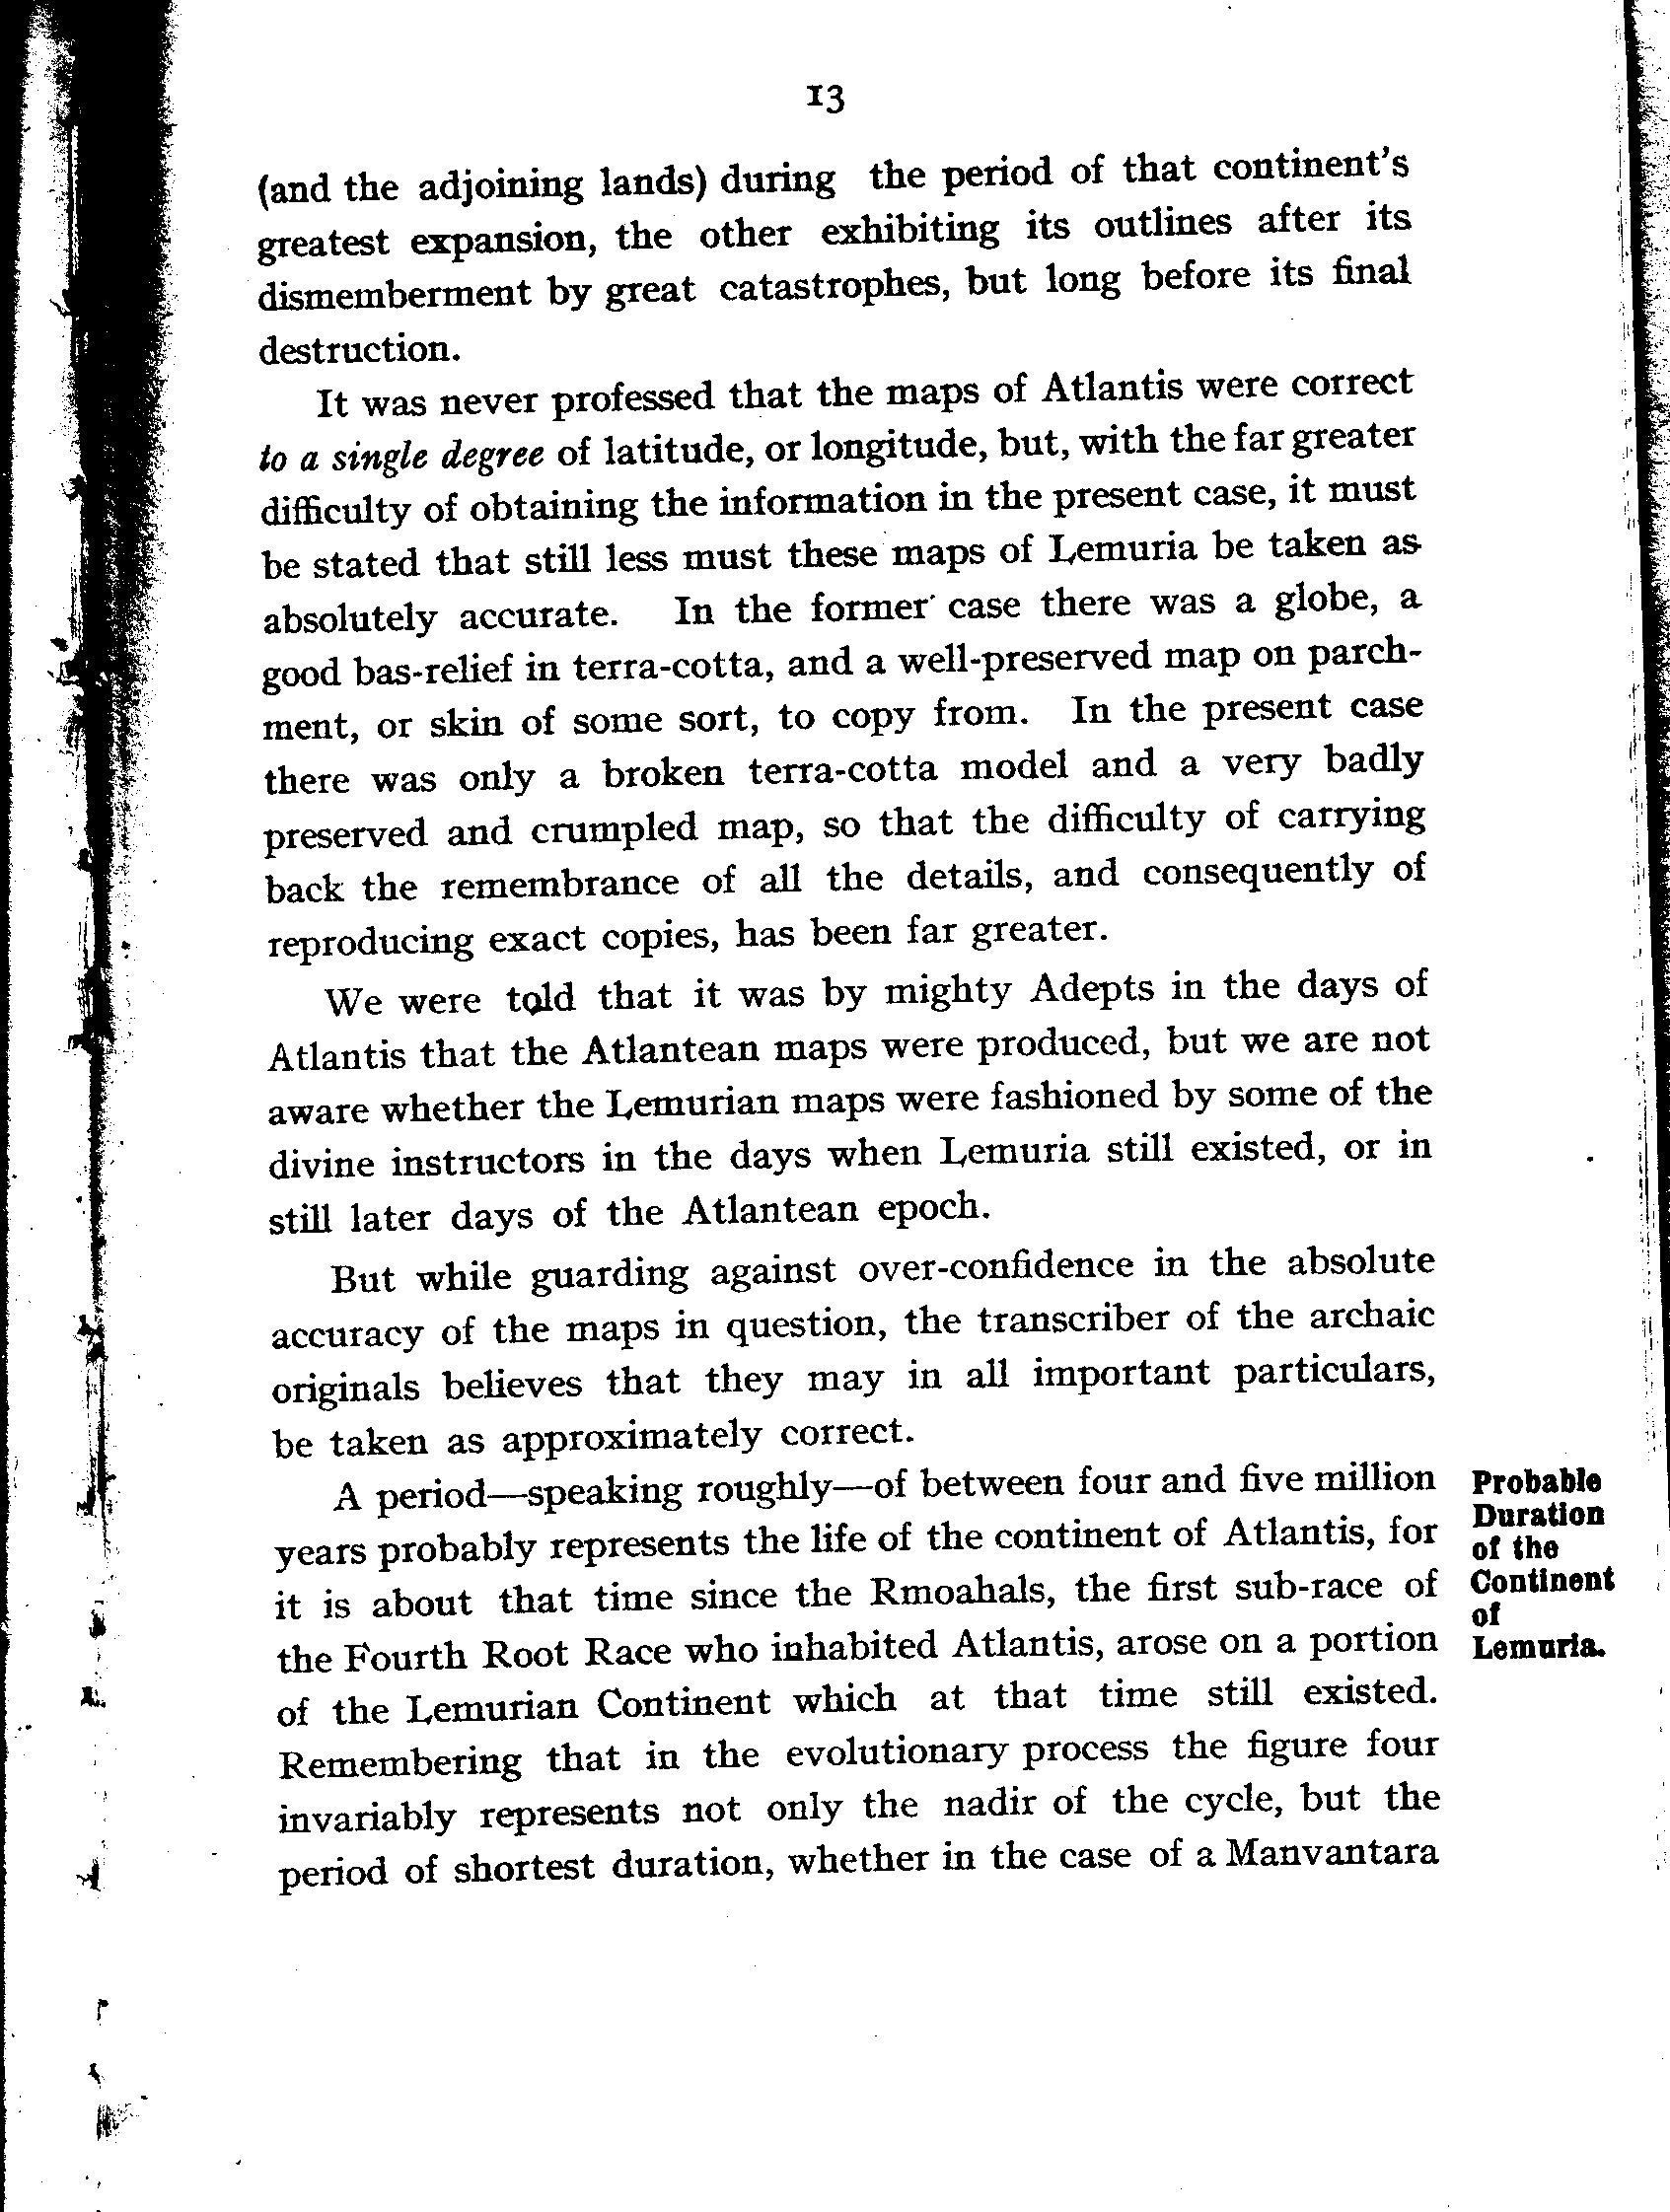 13
(and the adjoining lands) during the period of that continent's
greatest expansion, the other exhibiting its outlines after its
dismemberment by great catastrophes, but long before its final
destruction.
It was never professed that the maps of Atlantis were correct
to a single degree of latitude, or longitude, but, with the far greater
difficulty of obtaining the information in the present case, it must
be stated that still less must these maps of Lemuria be taken as
absolutely accurate. In the former case there was a globe, a
good bas-relief in terra-cotta, and a well-preserved map on parch-
ment, or skin of some sort, to copy from. In the present case
there was only a broken terra-cotta model and a very badly
preserved and crumpled map, so that the difficulty of carrying
back the remembrance of all the details, and consequently of
reproducing exact copies, has been far greater.
We were told that it was by mighty Adepts in the days of
Atlantis that the Atlantean maps were produced, but we are not
aware whether the Lemurian maps were fashioned by some of the
divine instructors in the days when Lemuria still existed, or in
still later days of the Atlantean epoch.
But while guarding against over-confidence in the absolute
accuracy of the maps in question, the transcriber of the archaic
originals believes that they may in all important particulars,
be taken as approximately correct.
A period—speaking roughly—of between four and five million
years probably represents the life of the continent of Atlantis, for
it is about that time since the Rmoahals, the first sub-race of
the Fourth Root Race who inhabited Atlantis, arose on a portion
of the Lemurian Continent which at that time still existed.
Remembering that in the evolutionary process the figure four
invariably represents not only the nadir of the cycle, but the
period of shortest duration, whether in the case of a Manvantara
Probable
Duration
of the
Continent
of
Lemuria.